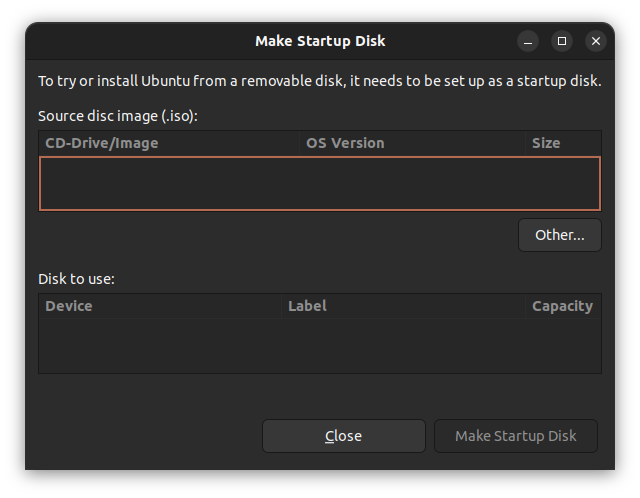 Make Startup Disk
To try or install Ubuntu from a removable disk, it needs to be set up as a startup disk.
Source disc image (.iso):
CD-Drive/Image OS Version Size
Other...
Disk to use:
Device Label Capacity
Close Make Startup Disk